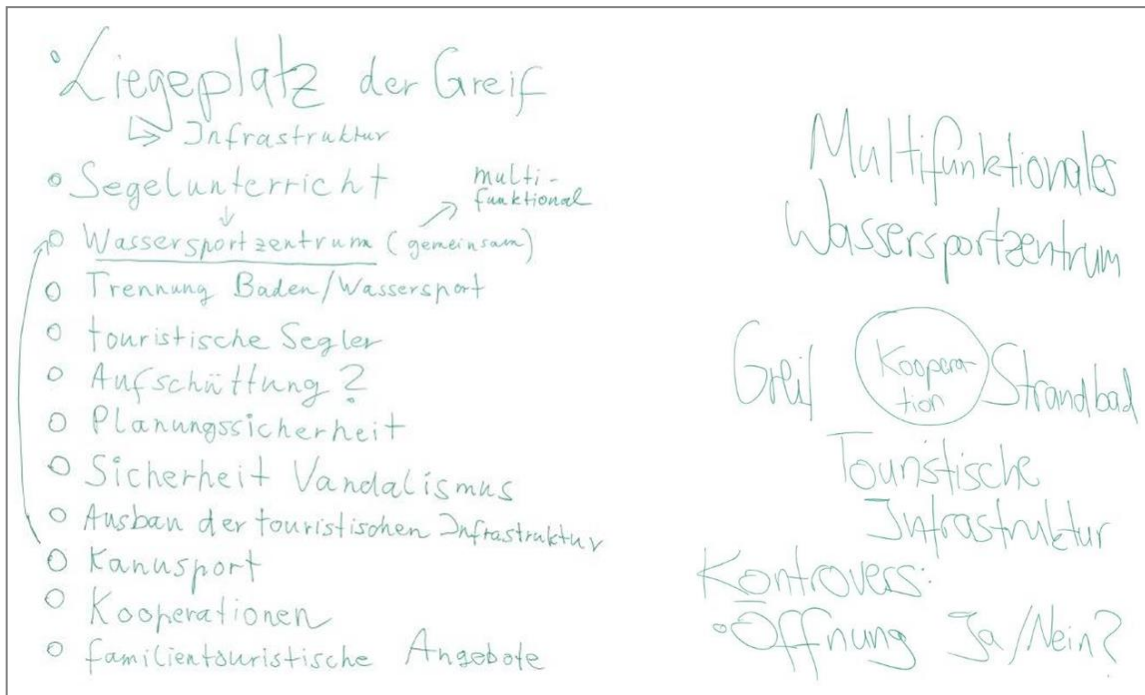 • Liegeplatz der Greif
↳ Infrastruktur
• Segelunterricht
↓
multi-
funktional
○ Wassersportzentrum (gemeinsam)
○ Trennung Baden/Wassersport
○ touristische Segler
○ Aufschüttung?
○ Planungssicherheit
○ Sicherheit Vandalismus
○ Ausbau der touristischen Infrastruktur
○ Kanusport
○ Kooperationen
○ familientouristische Angebote
Multifunktionales
Wassersportzentrum
Greif Koopera- Strandbad
tion
Touristische
Infrastruktur
Kontrovers:
• Öffnung Ja/Nein?